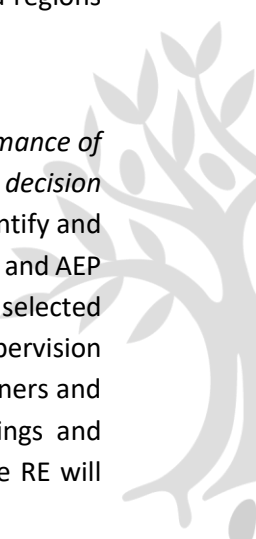 regions
mance of
decision
ntify and
and AEP
selected
pervision
ners and
ings and
e RE will